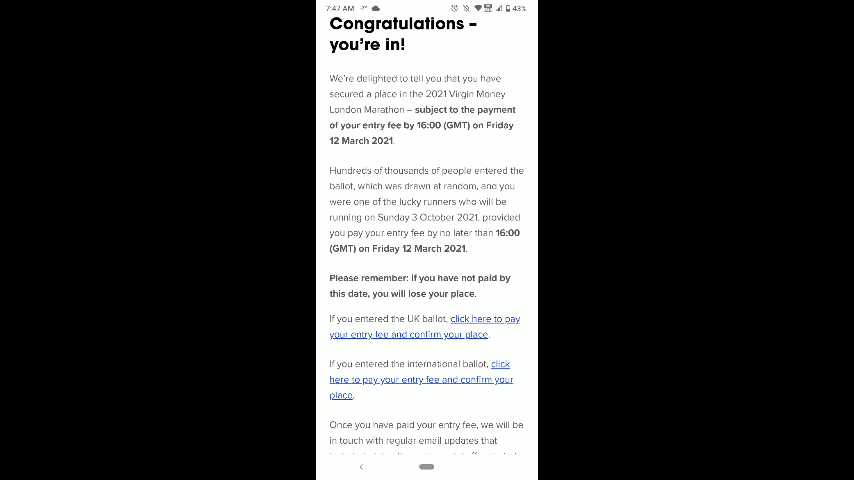 7:47 AM
43%
Congratulations –
you're in!
We're delighted to tell you that you have
secured a place in the 2021 Virgin Money
London Marathon – subject to the payment
of your entry fee by 16:00 (GMT) on Friday
12 March 2021.
Hundreds of thousands of people entered the
ballot, which was drawn at random, and you
were one of the lucky runners who will be
running on Sunday 3 October 2021, provided
you pay your entry fee by no later than 16:00
(GMT) on Friday 12 March 2021.
Please remember: if you have not paid by
this date, you will lose your place.
If you entered the UK ballot, click here to pay
your entry fee and confirm your place.
If you entered the international ballot, click
here to pay your entry fee and confirm your
place.
Once you have paid your entry fee, we will be
in touch with regular email updates that